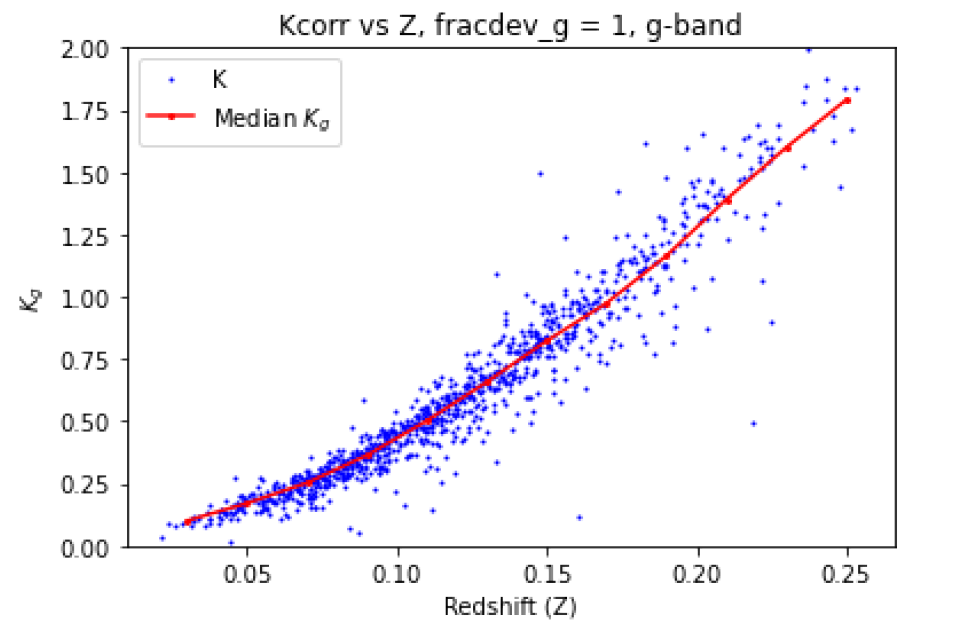 Kcorr vs Z, fracdev_g = 1, g-band
K
Median K_g
2.00
1.75
1.50
1.25
1.00
0.75
0.50
0.25
0.00
K_g
0.05 0.10 0.15 0.20 0.25
Redshift (Z)